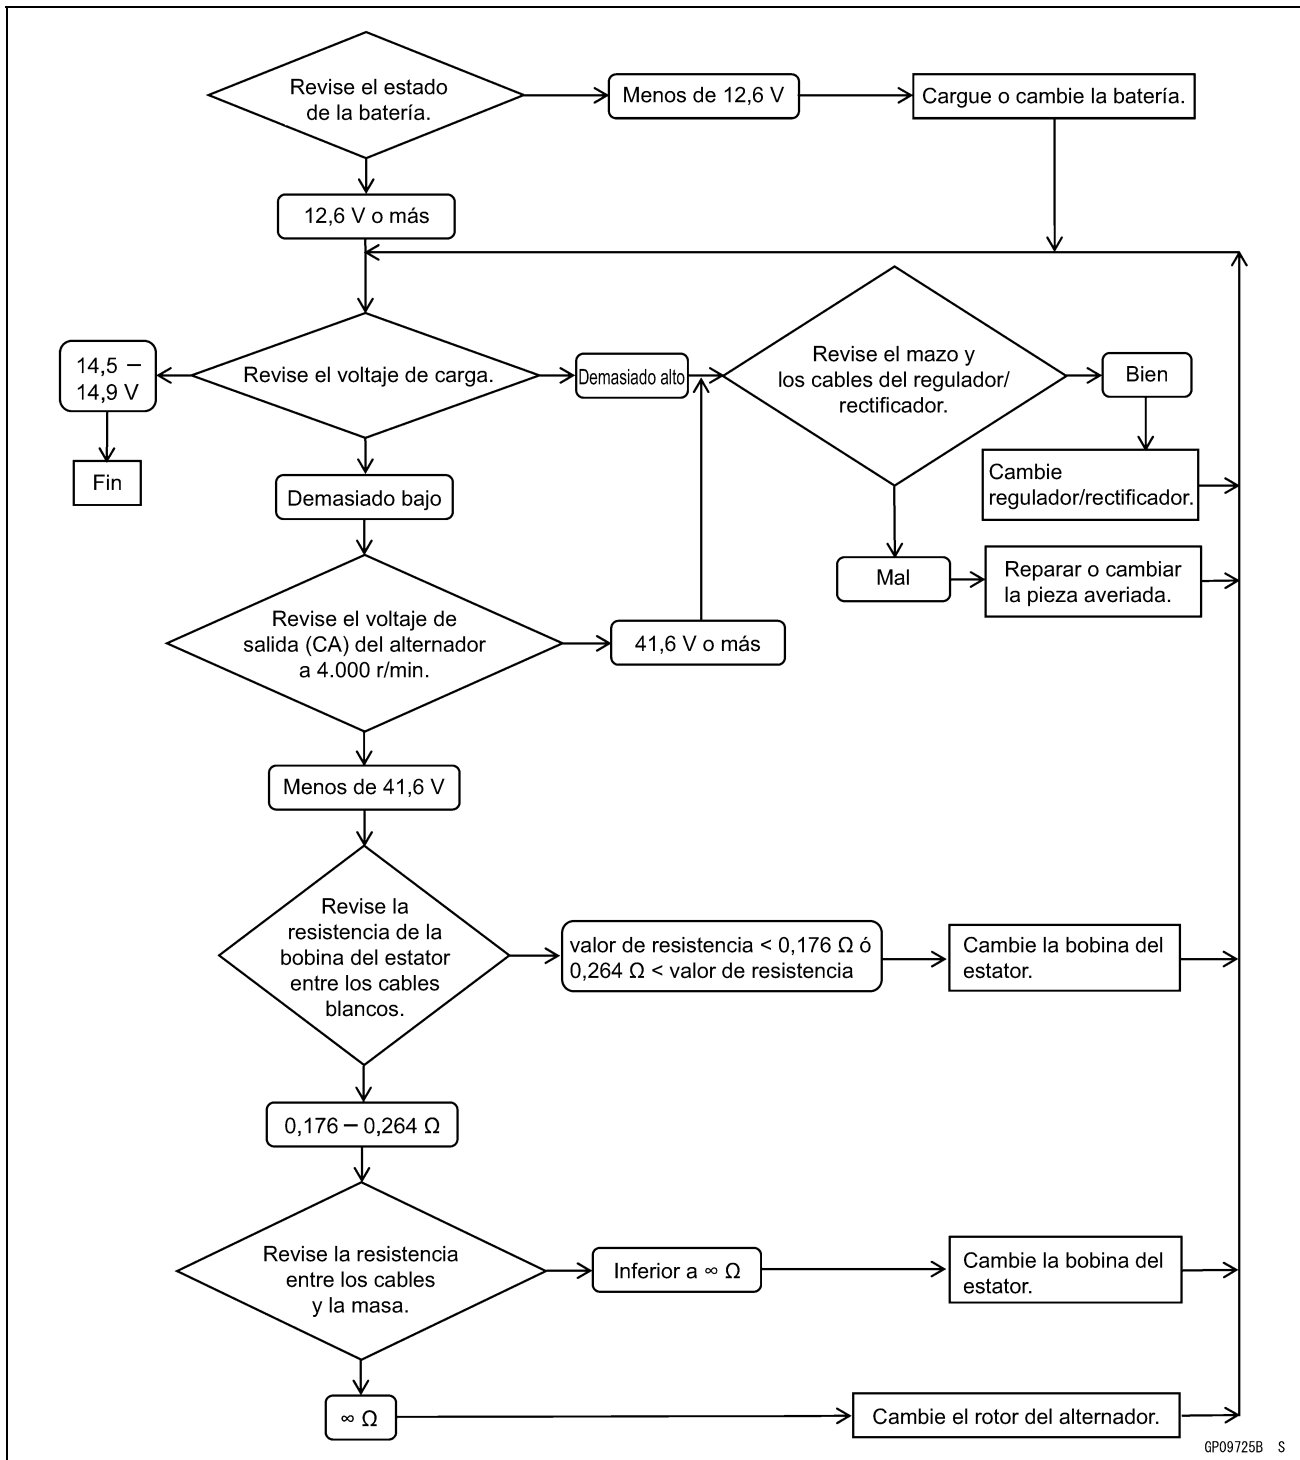 Revise el estado
de la batería.
Menos de 12,6 V
Cargue o cambie la batería.
12,6 V o más
14,5 –
14,9 V
Revise el voltaje de carga.
Demasiado alto
Revise el mazo y
los cables del regulador/
rectificador.
Bien
Fin
Demasiado bajo
Cambie
regulador/rectificador.
Mal
Reparar o cambiar
la pieza averiada.
Revise el voltaje de
salida (CA) del alternador
a 4.000 r/min.
41,6 V o más
Menos de 41,6 V
Revise la
resistencia de la
bobina del estator
entre los cables
blancos.
valor de resistencia < 0,176 Ω ó
0,264 Ω < valor de resistencia
Cambie la bobina del
estator.
0,176 – 0,264 Ω
Revise la resistencia
entre los cables
y la masa.
Inferior a ∞ Ω
Cambie la bobina del
estator.
∞ Ω
Cambie el rotor del alternador.
GP09725B S